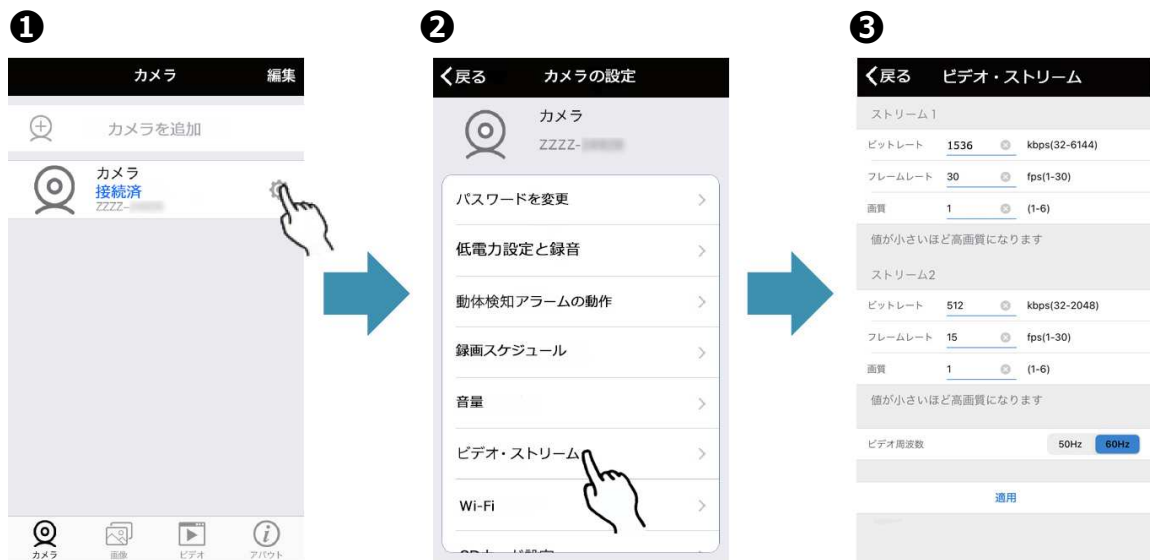 ❶
カメラ 編集
カメラを追加
カメラ
接続済
ZZZZ-
カメラ 画像 ビデオ アバウト
❷
戻る カメラの設定
カメラ
ZZZZ-
パスワードを変更
低電力設定と録音
動体検知アラームの動作
録画スケジュール
音量
ビデオ・ストリーム
Wi-Fi
❸
戻る ビデオ・ストリーム
ストリーム1
ビットレート 1536 kbps(32-6144)
フレームレート 30 fps(1-30)
画質 1 (1-6)
値が小さいほど高画質になります
ストリーム2
ビットレート 512 kbps(32-2048)
フレームレート 15 fps(1-30)
画質 1 (1-6)
値が小さいほど高画質になります
ビデオ周波数 50Hz 60Hz
適用